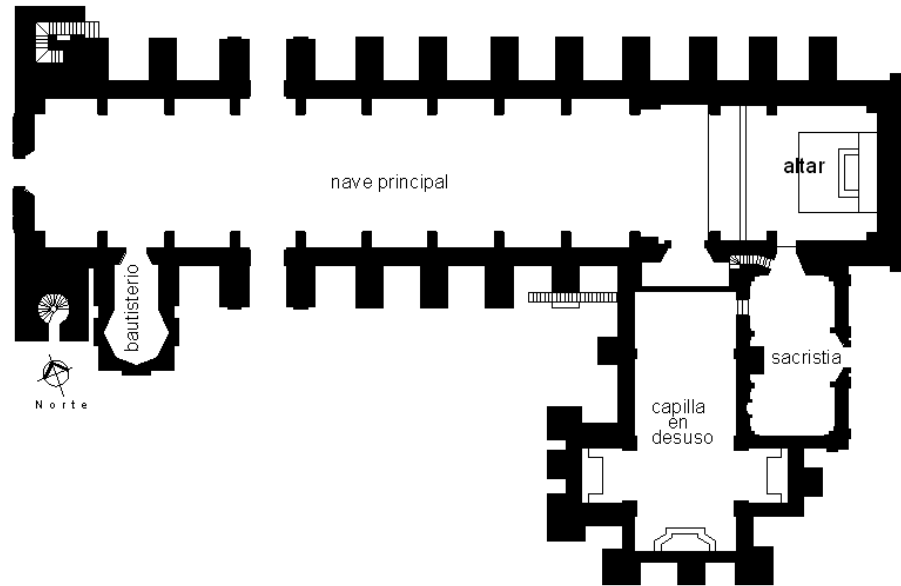 altar
nave principal
bautisterio
sacristia
capilla
en
desuso
Norte